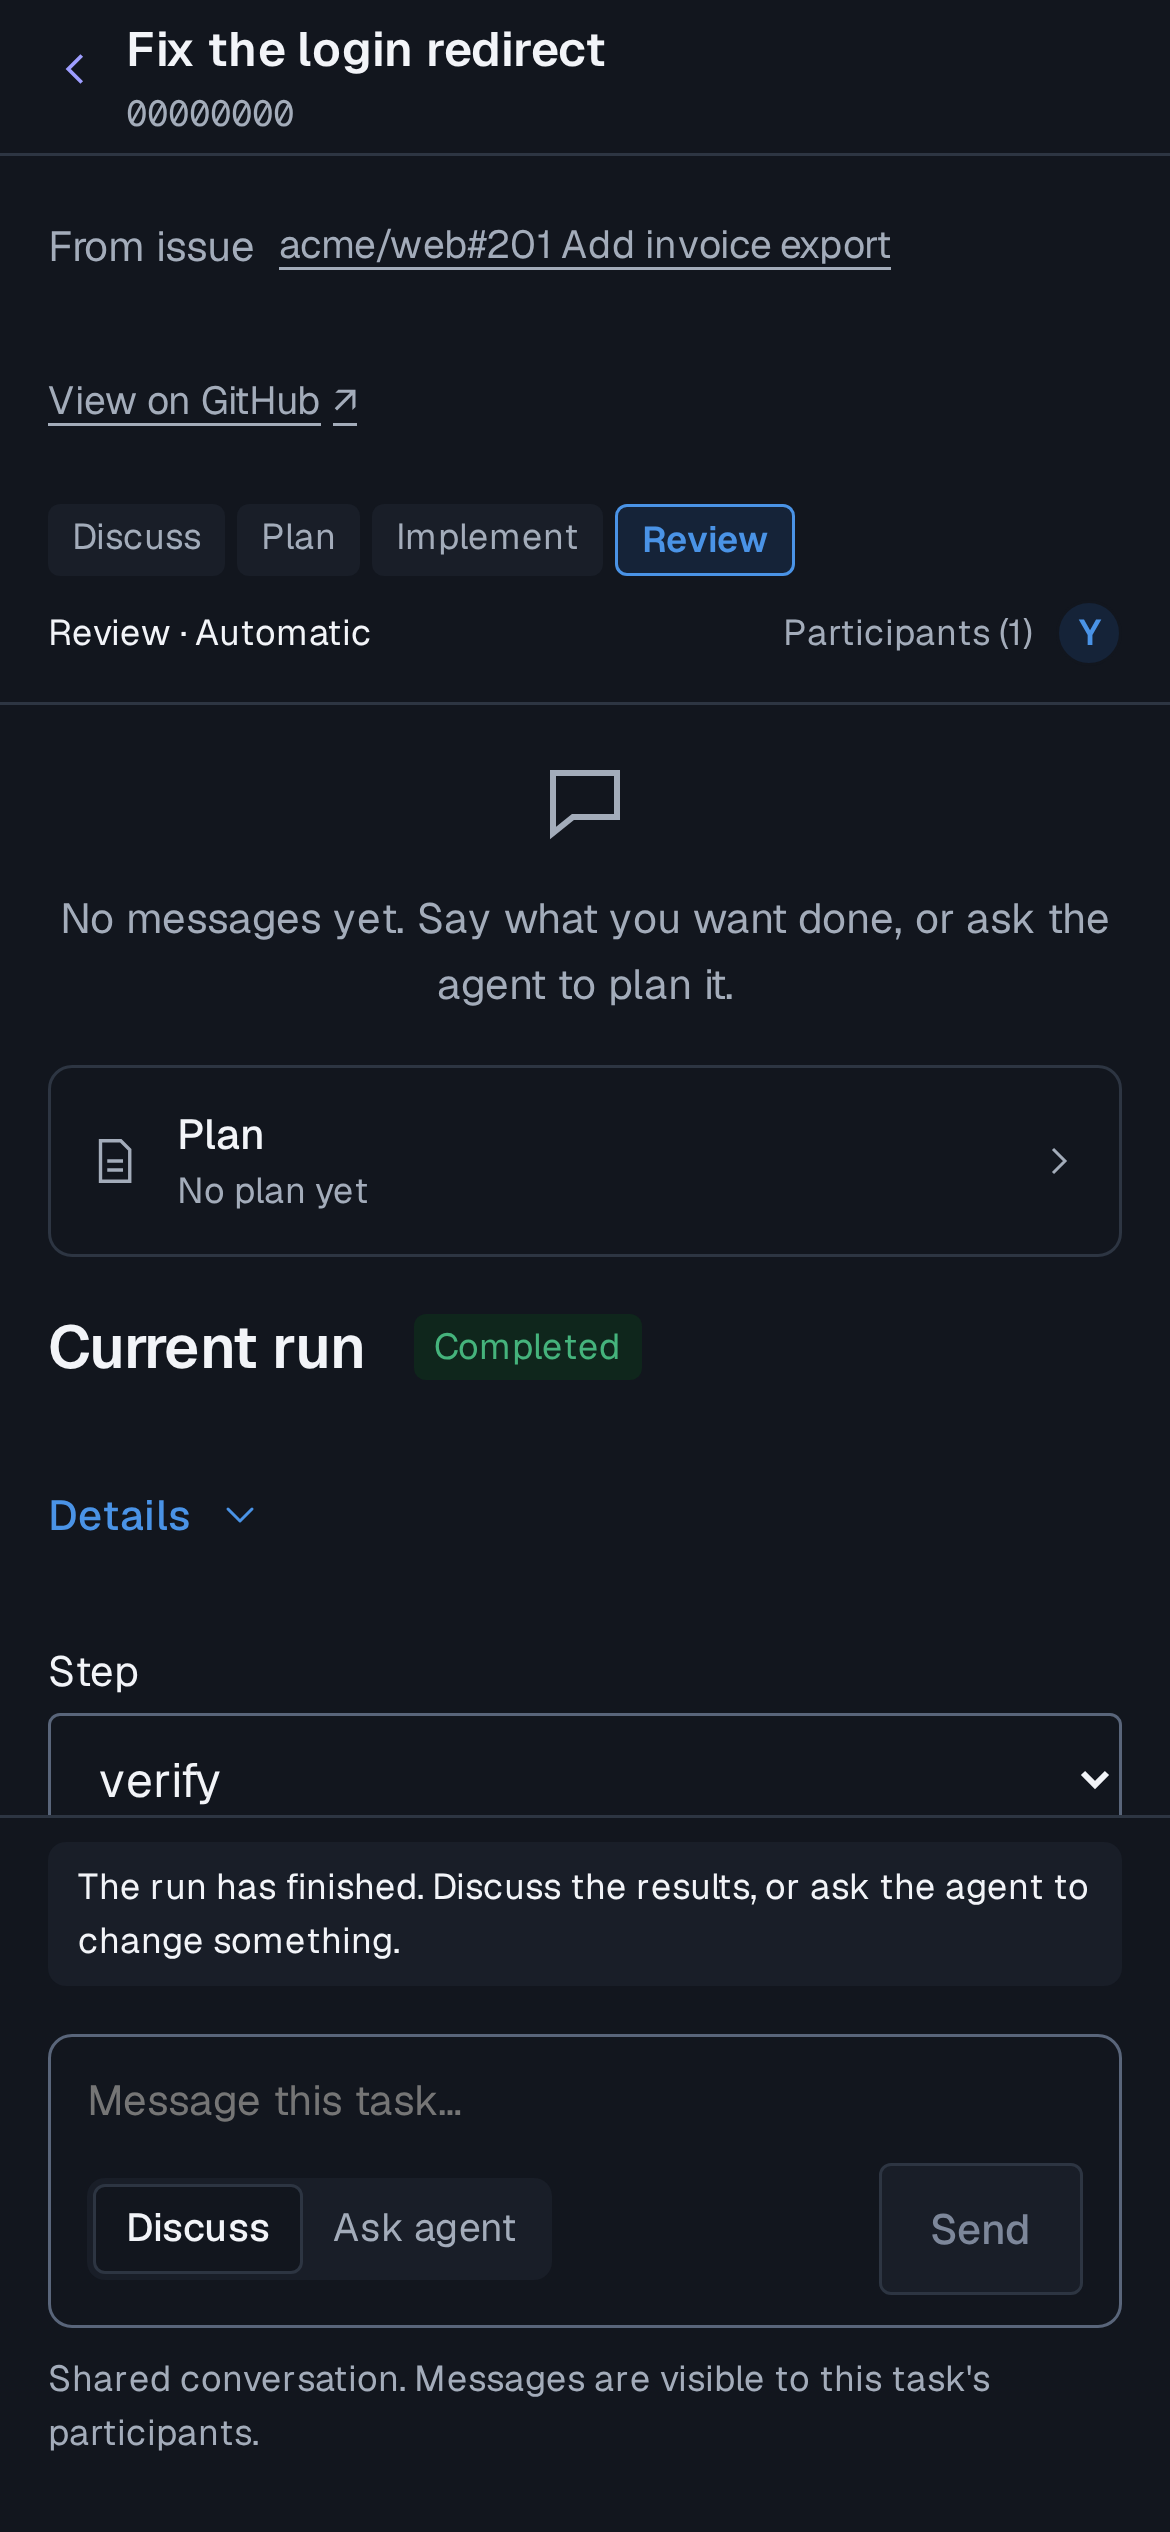 Fix the login redirect
00000000
From issue acme/web#201 Add invoice export
View on GitHub ↗
Discuss Plan Implement Review
Review · Automatic Participants (1) Y
No messages yet. Say what you want done, or ask the
agent to plan it.
Plan
No plan yet
Current run Completed
Details
Step
verify
The run has finished. Discuss the results, or ask the agent to
change something.
Message this task…
Discuss Ask agent Send
Shared conversation. Messages are visible to this task's
participants.